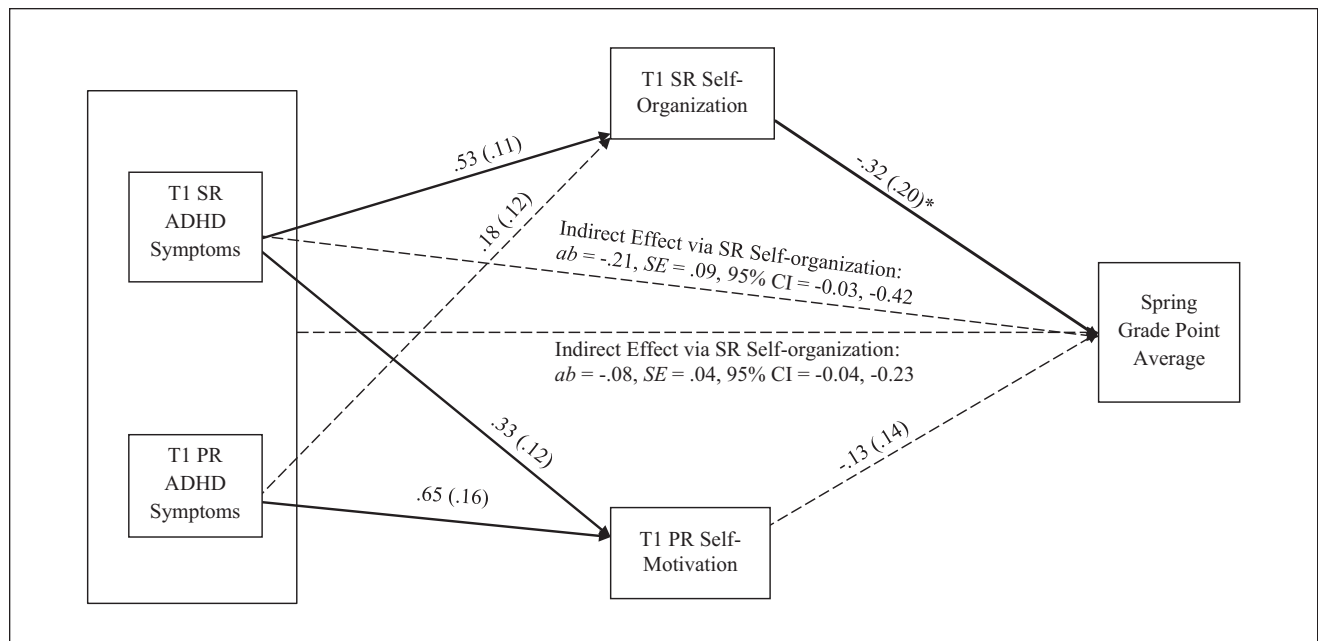 T1 SR Self-
Organization
.53 (.11)
T1 SR
ADHD
Symptoms
.18 (.12)
-.32 (.20)*
Indirect Effect via SR Self-organization:
ab = -.21, SE = .09, 95% CI = -0.03, -0.42
Spring
Grade Point
Average
Indirect Effect via SR Self-organization:
ab = -.08, SE = .04, 95% CI = -0.04, -0.23
.33 (.12)
-.13 (.14)
T1 PR
ADHD
Symptoms
.65 (.16)
T1 PR Self-
Motivation